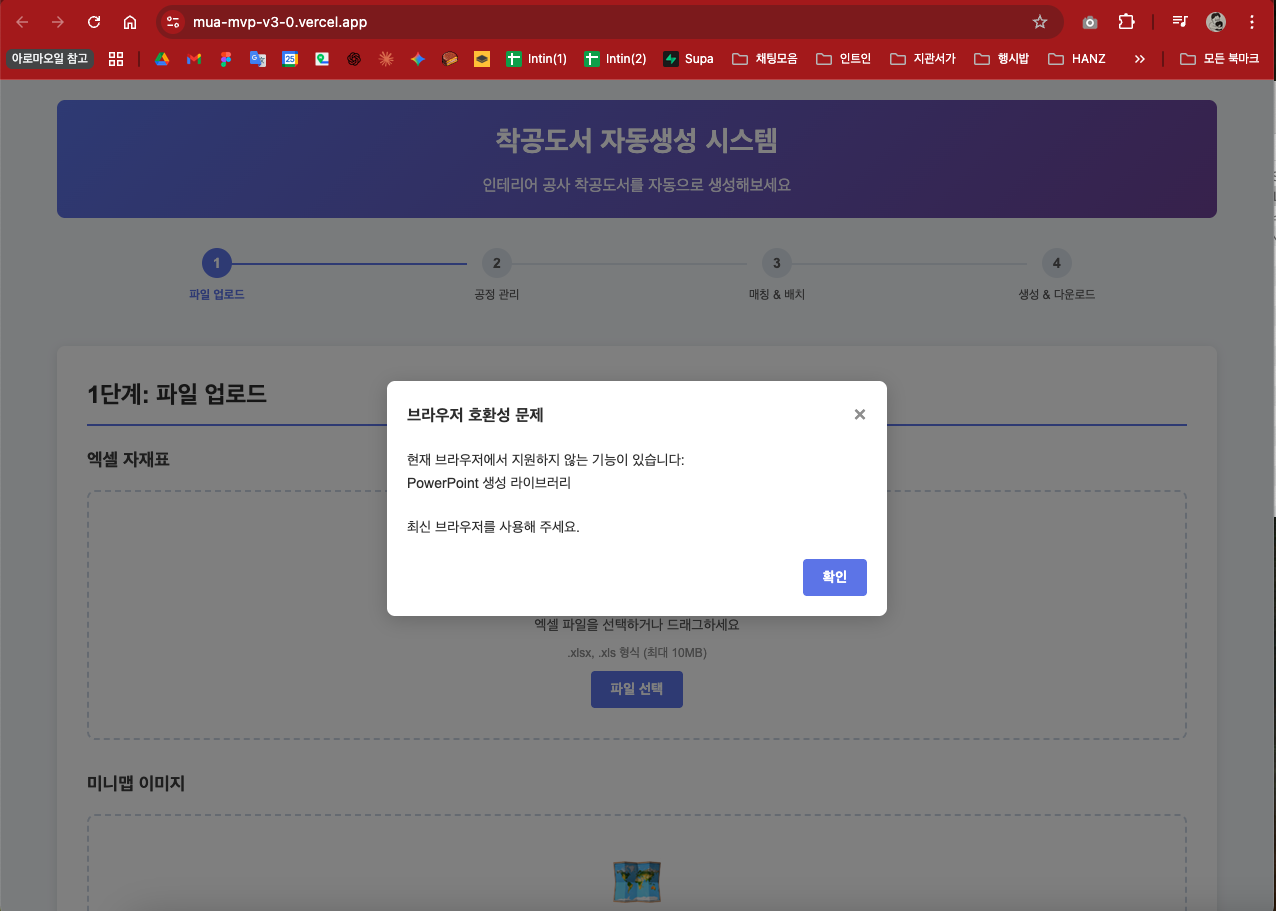 mua-mvp-v3-0.vercel.app
아로마오일 참고
Intin(1)
Intin(2)
Supa
채팅모음
인트인
지관서가
행시밥
HANZ
모든 북마크
착공도서 자동생성 시스템
인테리어 공사 착공도서를 자동으로 생성해보세요
1
2
3
4
파일 업로드
공정 관리
매칭 & 배치
생성 & 다운로드
1단계: 파일 업로드
엑셀 자재표
브라우저 호환성 문제
현재 브라우저에서 지원하지 않는 기능이 있습니다:
PowerPoint 생성 라이브러리
최신 브라우저를 사용해 주세요.
확인
엑셀 파일을 선택하거나 드래그하세요
.xlsx, .xls 형식 (최대 10MB)
파일 선택
미니맵 이미지